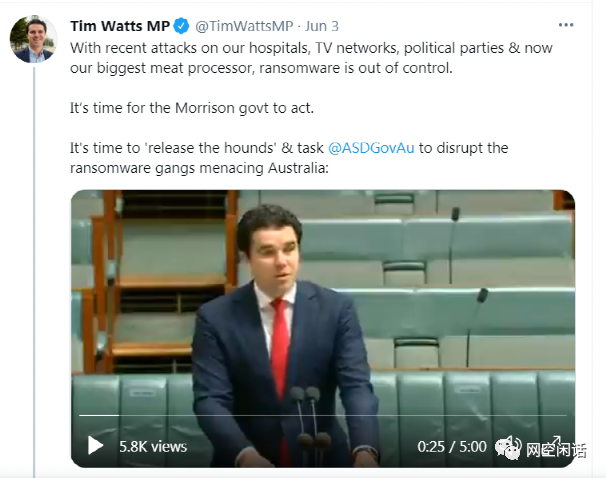 Tim Watts MP @TimWattsMP · Jun 3
With recent attacks on our hospitals, TV networks, political parties & now
our biggest meat processor, ransomware is out of control.
It's time for the Morrison govt to act.
It's time to 'release the hounds' & task @ASDGovAu to disrupt the
ransomware gangs menacing Australia:
5.8K views
0:25 / 5:00
网空闲话